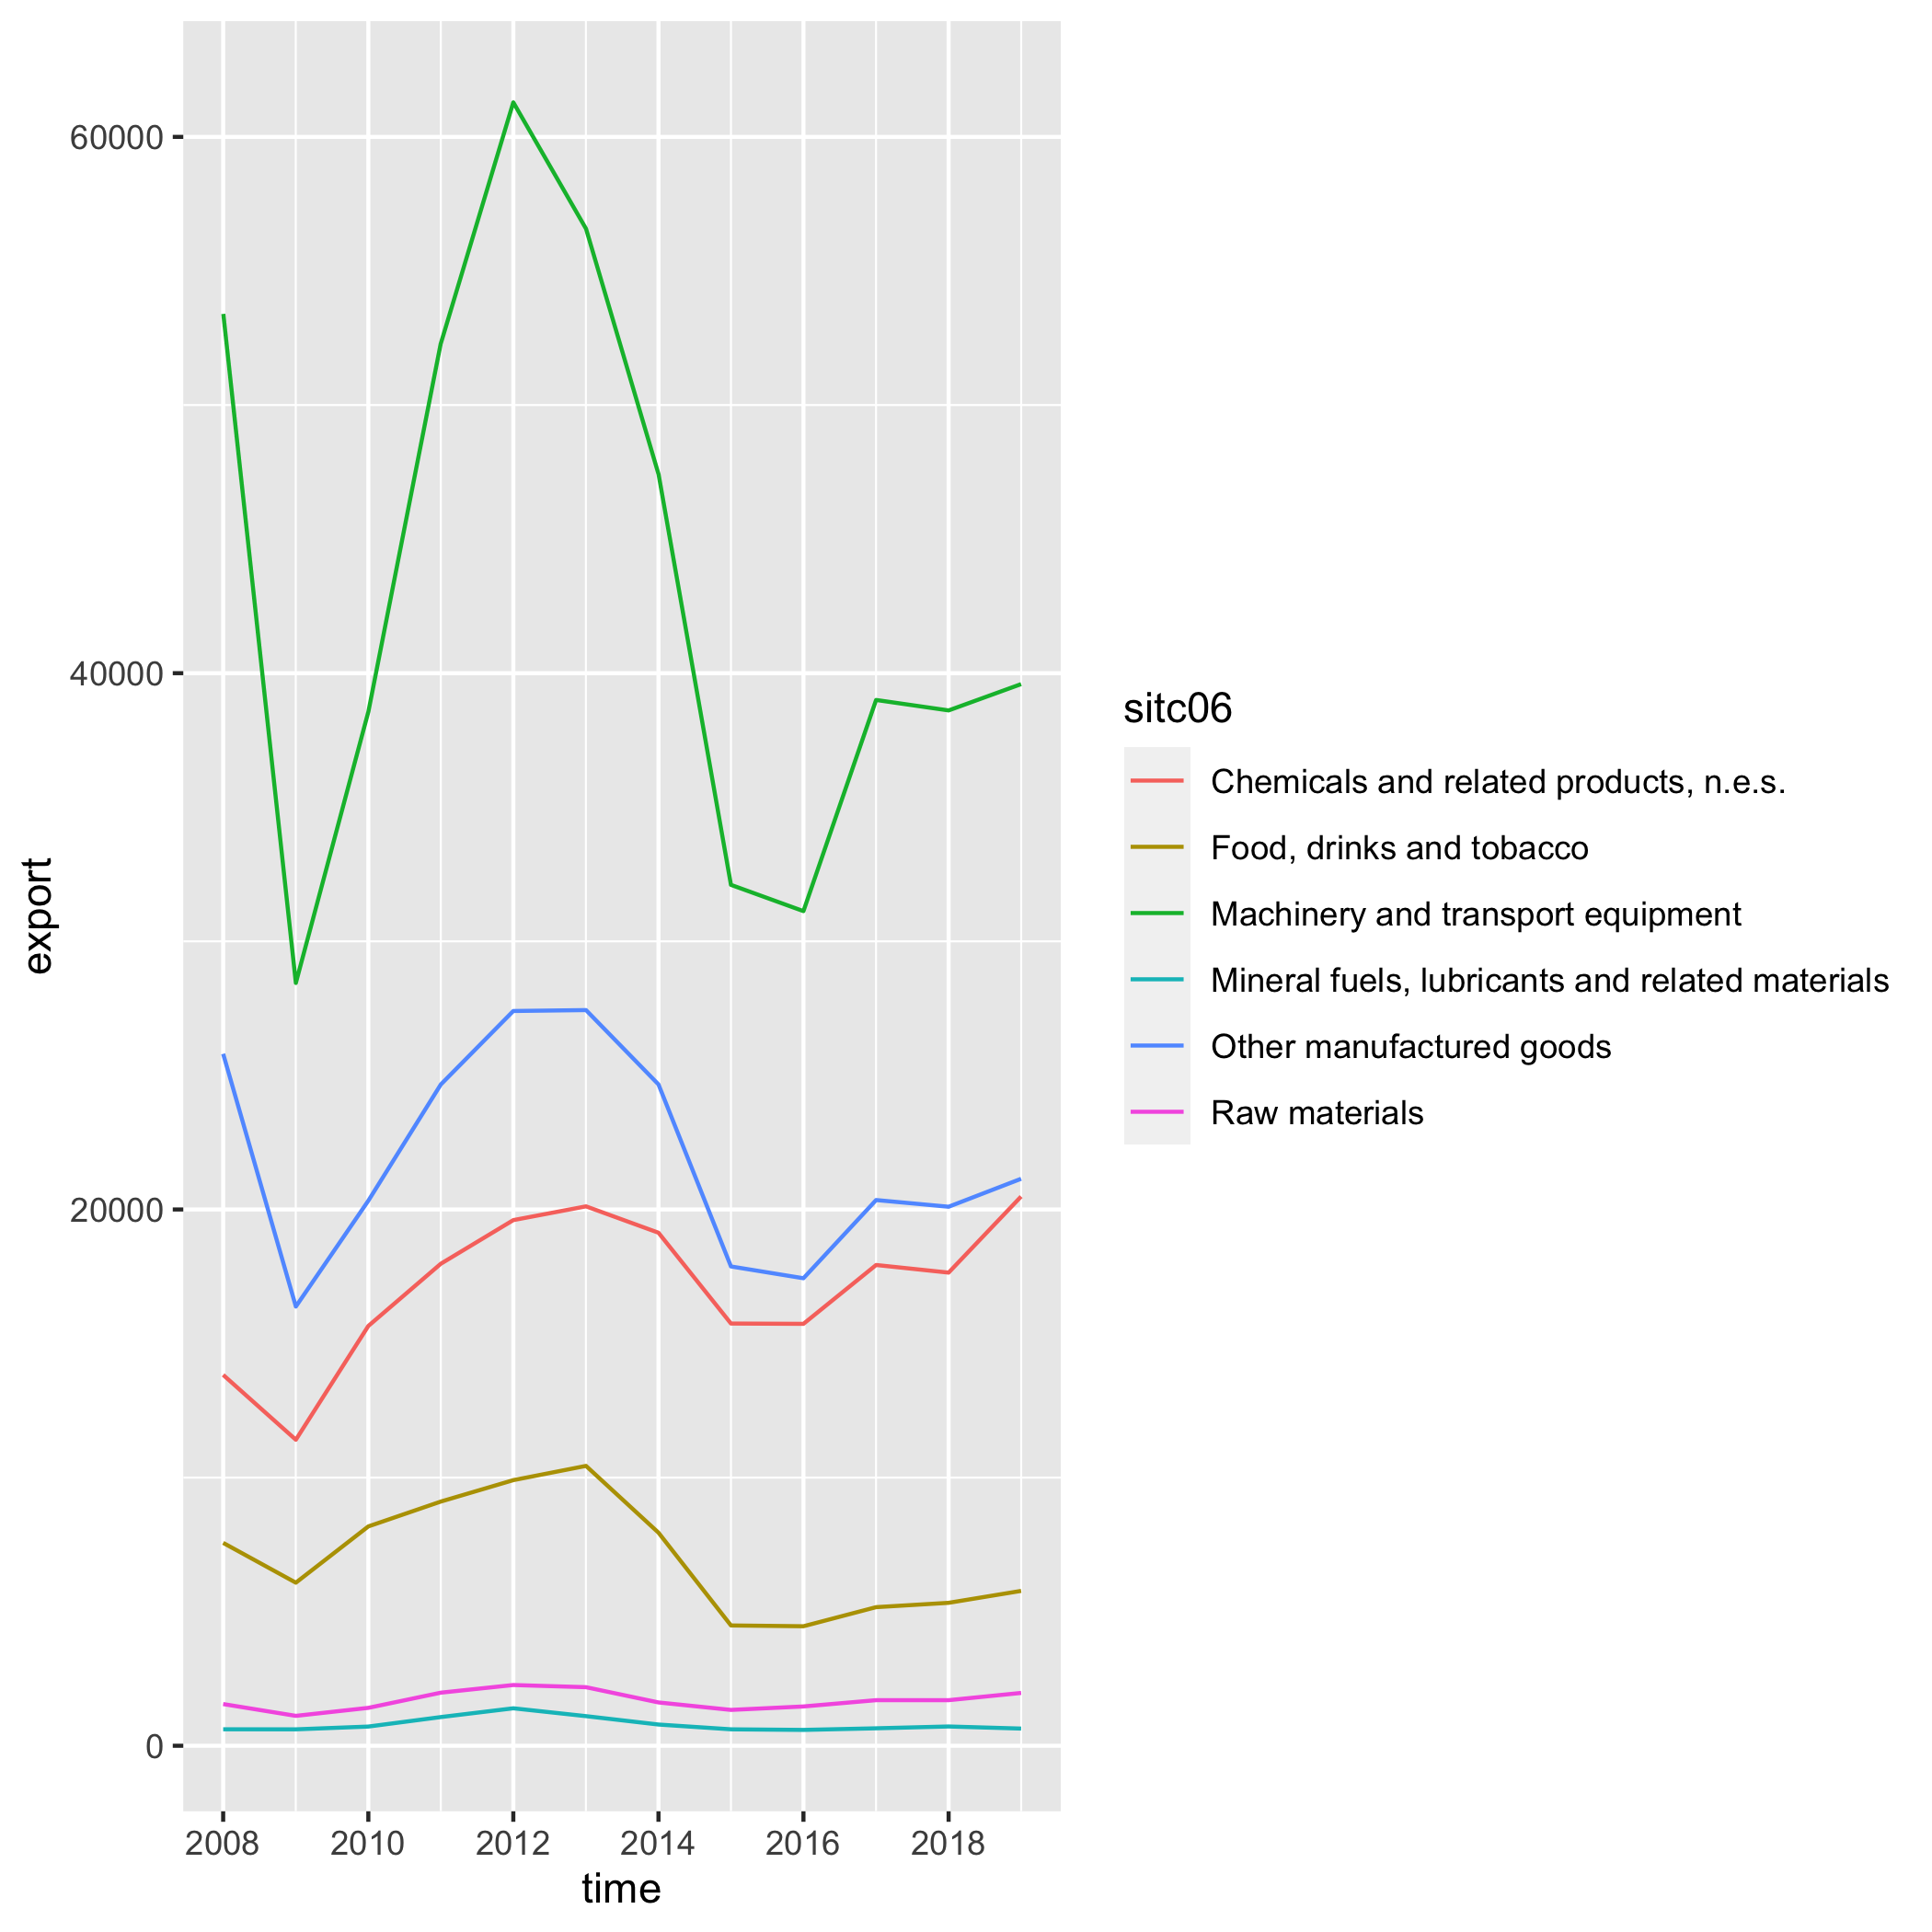 60000
40000
20000
0
export
2008 2010 2012 2014 2016 2018
time
sitc06
Chemicals and related products, n.e.s.
Food, drinks and tobacco
Machinery and transport equipment
Mineral fuels, lubricants and related materials
Other manufactured goods
Raw materials